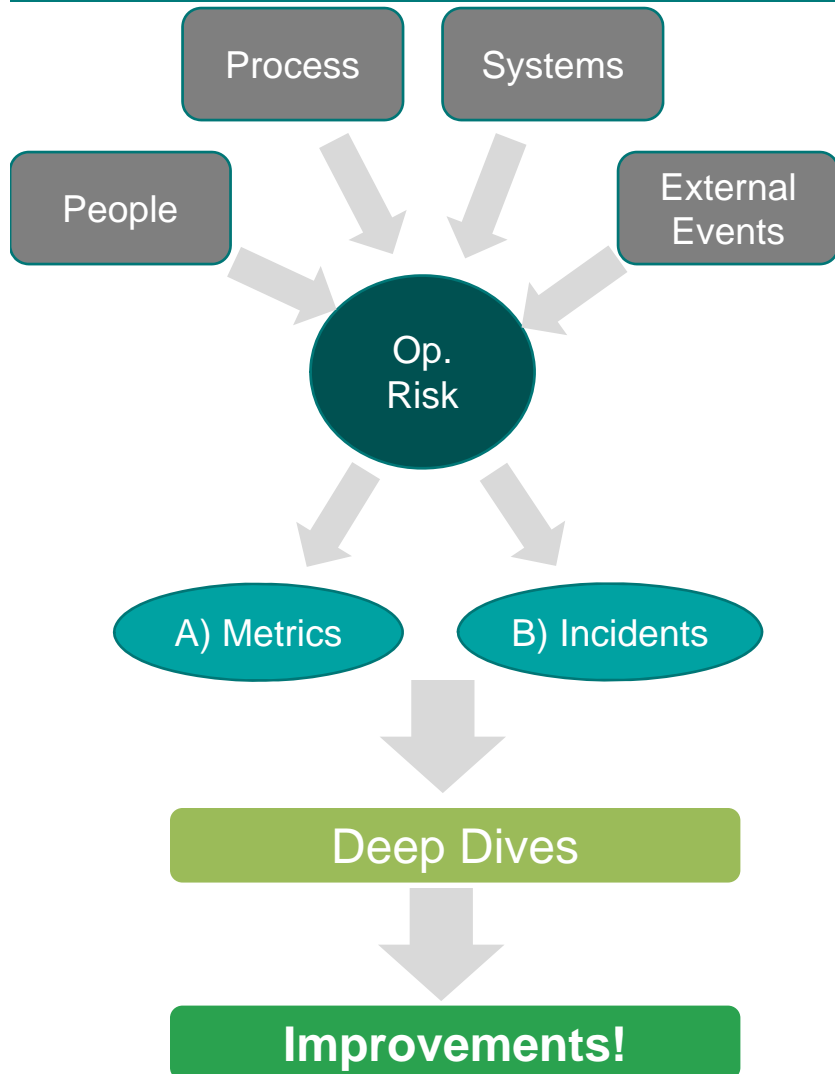 Process
Systems
People
External
Events
Op.
Risk
A) Metrics
B) Incidents
Deep Dives
Improvements!